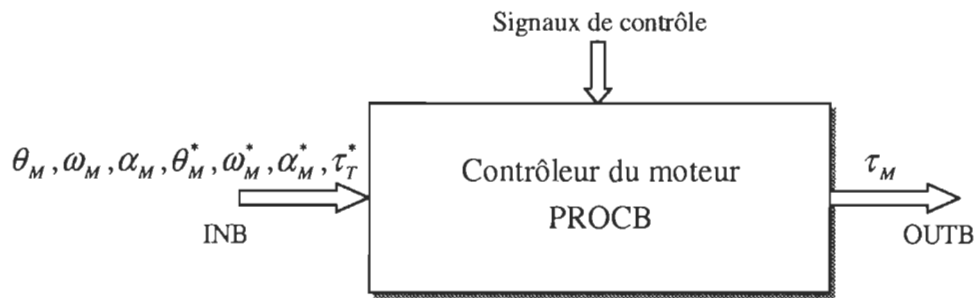 Signaux de contrôle
θ_M, ω_M, α_M, θ*_M, ω*_M, α*_M, τ*_T
INB
Contrôleur du moteur
PROCB
τ_M
OUTB